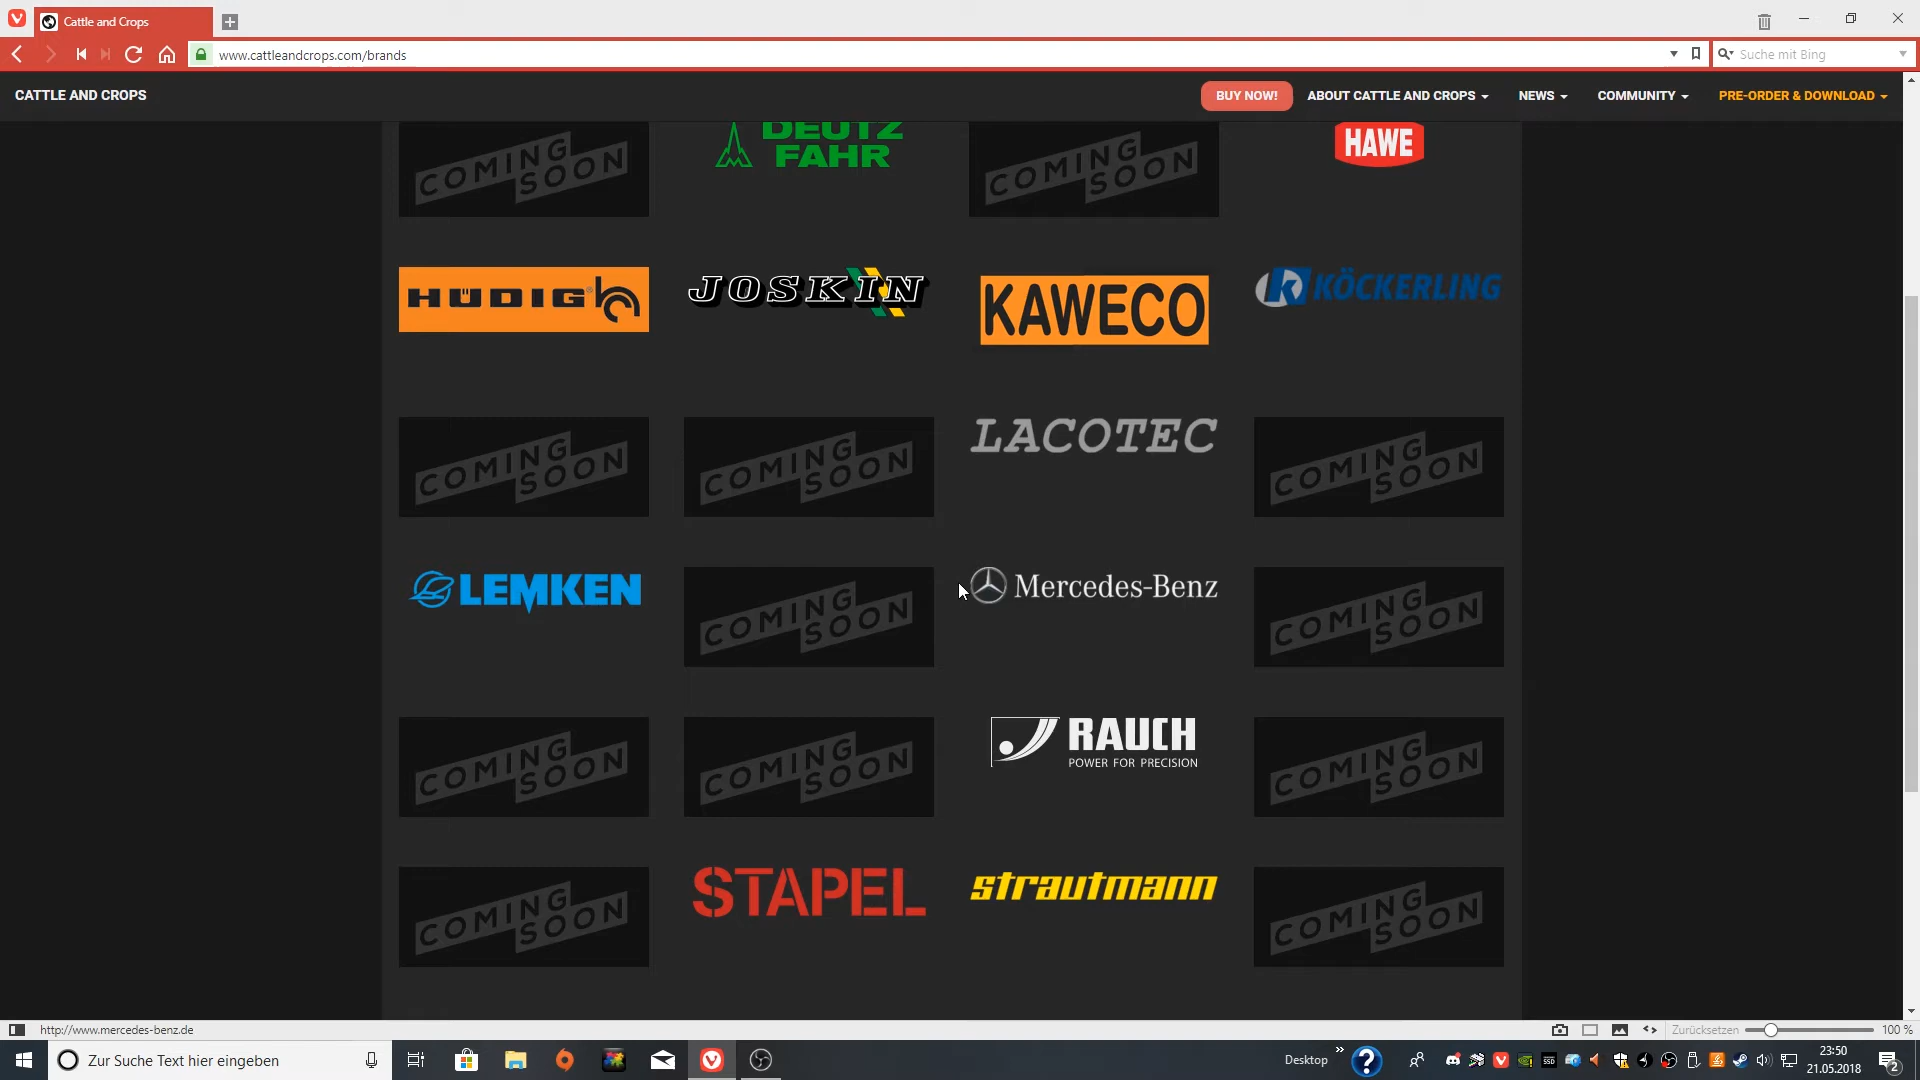 Cattle and Crops
www.cattleandcrops.com/brands
Suche mit Bing
CATTLE AND CROPS
BUY NOW!
ABOUT CATTLE AND CROPS
NEWS
COMMUNITY
PRE-ORDER & DOWNLOAD
COMING SOON
DEUTZ
FAHR
COMING SOON
HAWE
HÜDIG
JOSKIN
KAWECO
KÖCKERLING
COMING SOON
COMING SOON
LACOTEC
COMING SOON
LEMKEN
COMING SOON
Mercedes-Benz
COMING SOON
COMING SOON
COMING SOON
RAUCH
POWER FOR PRECISION
COMING SOON
COMING SOON
STAPEL
strautmann
COMING SOON
http://www.mercedes-benz.de
Zurücksetzen
100 %
Zur Suche Text hier eingeben
Desktop
23:50
21.05.2018
2